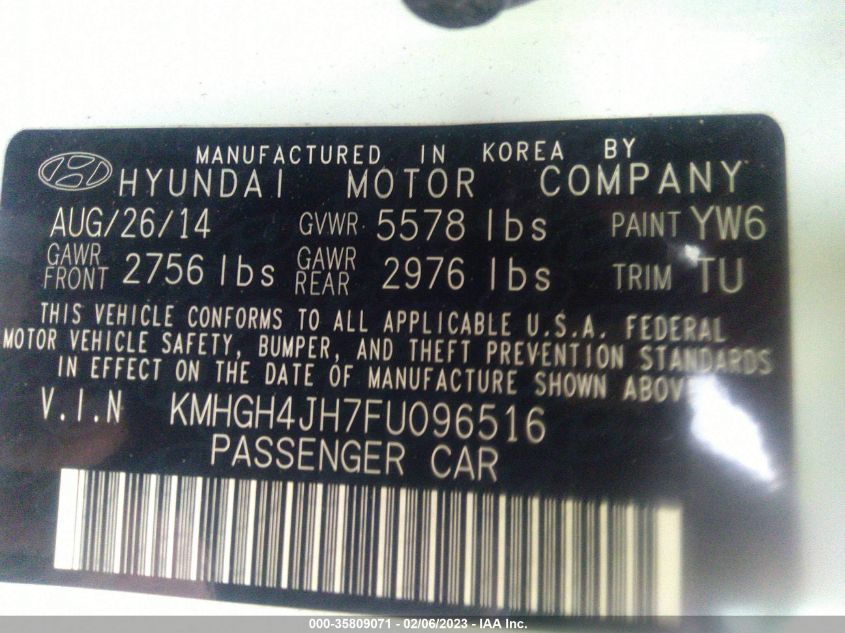 MANUFACTURED IN KOREA BY
HYUNDAI MOTOR COMPANY
AUG/26/14 GVWR 5578 lbs PAINT YW6
GAWR FRONT 2756 lbs GAWR REAR 2976 lbs TRIM TU
THIS VEHICLE CONFORMS TO ALL APPLICABLE U.S.A. FEDERAL
MOTOR VEHICLE SAFETY, BUMPER, AND THEFT PREVENTION STANDARDS
IN EFFECT ON THE DATE OF MANUFACTURE SHOWN ABOVE
V.I.N KMHGH4JH7FU096516
PASSENGER CAR
000-35809071 - 02/06/2023 - IAA Inc.